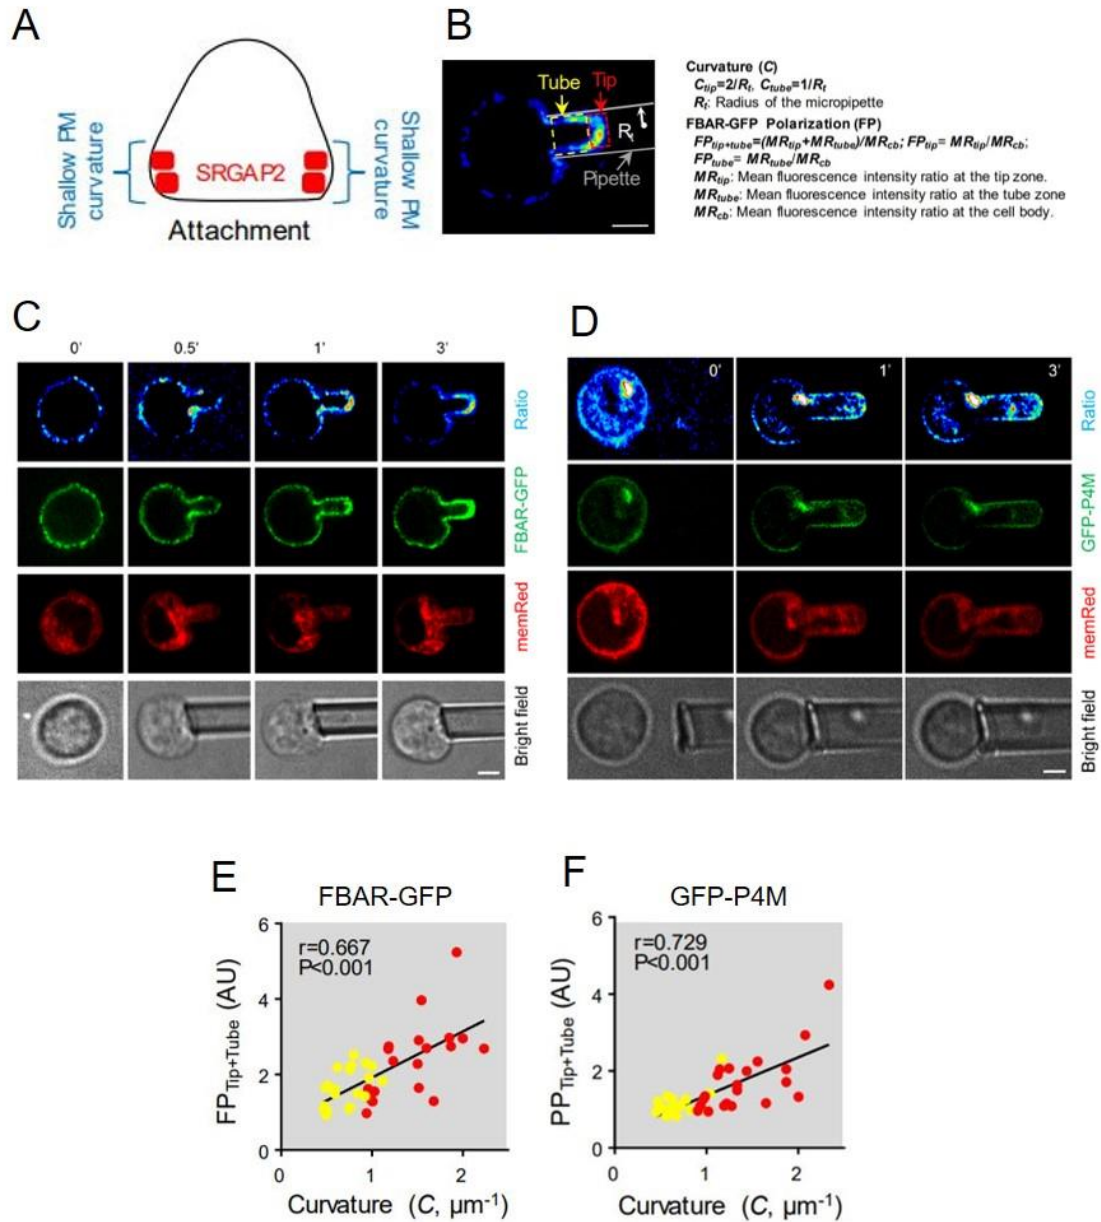 A
Shallow PM
curvature
SRGAP2
Shallow PM
curvature
Attachment
B
Tube
Tip
Rt
Pipette
Curvature (C)
Ctip=2/Rt, Ctube=1/Rt
Rt: Radius of the micropipette
FBAR-GFP Polarization (FP)
FPtip+tube=(MRtip+MRtube)/MRcb; FPtip= MRtip/MRcb;
FPtube= MRtube/MRcb
MRtip: Mean fluorescence intensity ratio at the tip zone.
MRtube: Mean fluorescence intensity ratio at the tube zone
MRcb: Mean fluorescence intensity ratio at the cell body.
C
0' 0.5' 1' 3'
Ratio
FBAR-GFP
memRed
Bright field
D
0' 1' 3'
Ratio
GFP-P4M
memRed
Bright field
E
FBAR-GFP
r=0.667
P<0.001
FPTip+Tube (AU)
6
4
2
0
0 1 2
Curvature (C, µm-1)
F
GFP-P4M
r=0.729
P<0.001
PPTip+Tube (AU)
6
4
2
0
0 1 2
Curvature (C, µm-1)